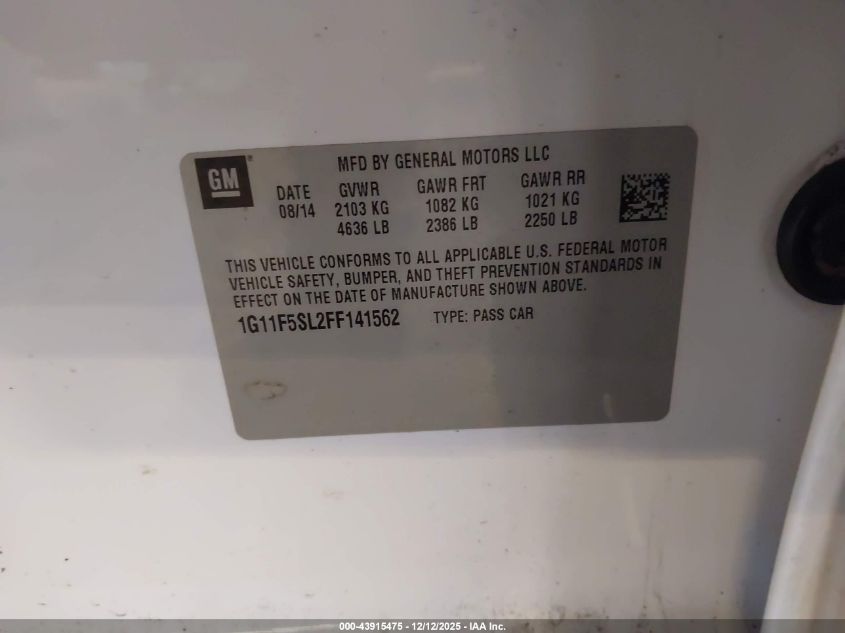 GM
MFD BY GENERAL MOTORS LLC
DATE GVWR GAWR FRT GAWR RR
08/14 2103 KG 1082 KG 1021 KG
4636 LB 2386 LB 2250 LB
THIS VEHICLE CONFORMS TO ALL APPLICABLE U.S. FEDERAL MOTOR
VEHICLE SAFETY, BUMPER, AND THEFT PREVENTION STANDARDS IN
EFFECT ON THE DATE OF MANUFACTURE SHOWN ABOVE.
1G11F5SL2FF141562 TYPE: PASS CAR
000-43915475 - 12/12/2025 - IAA Inc.